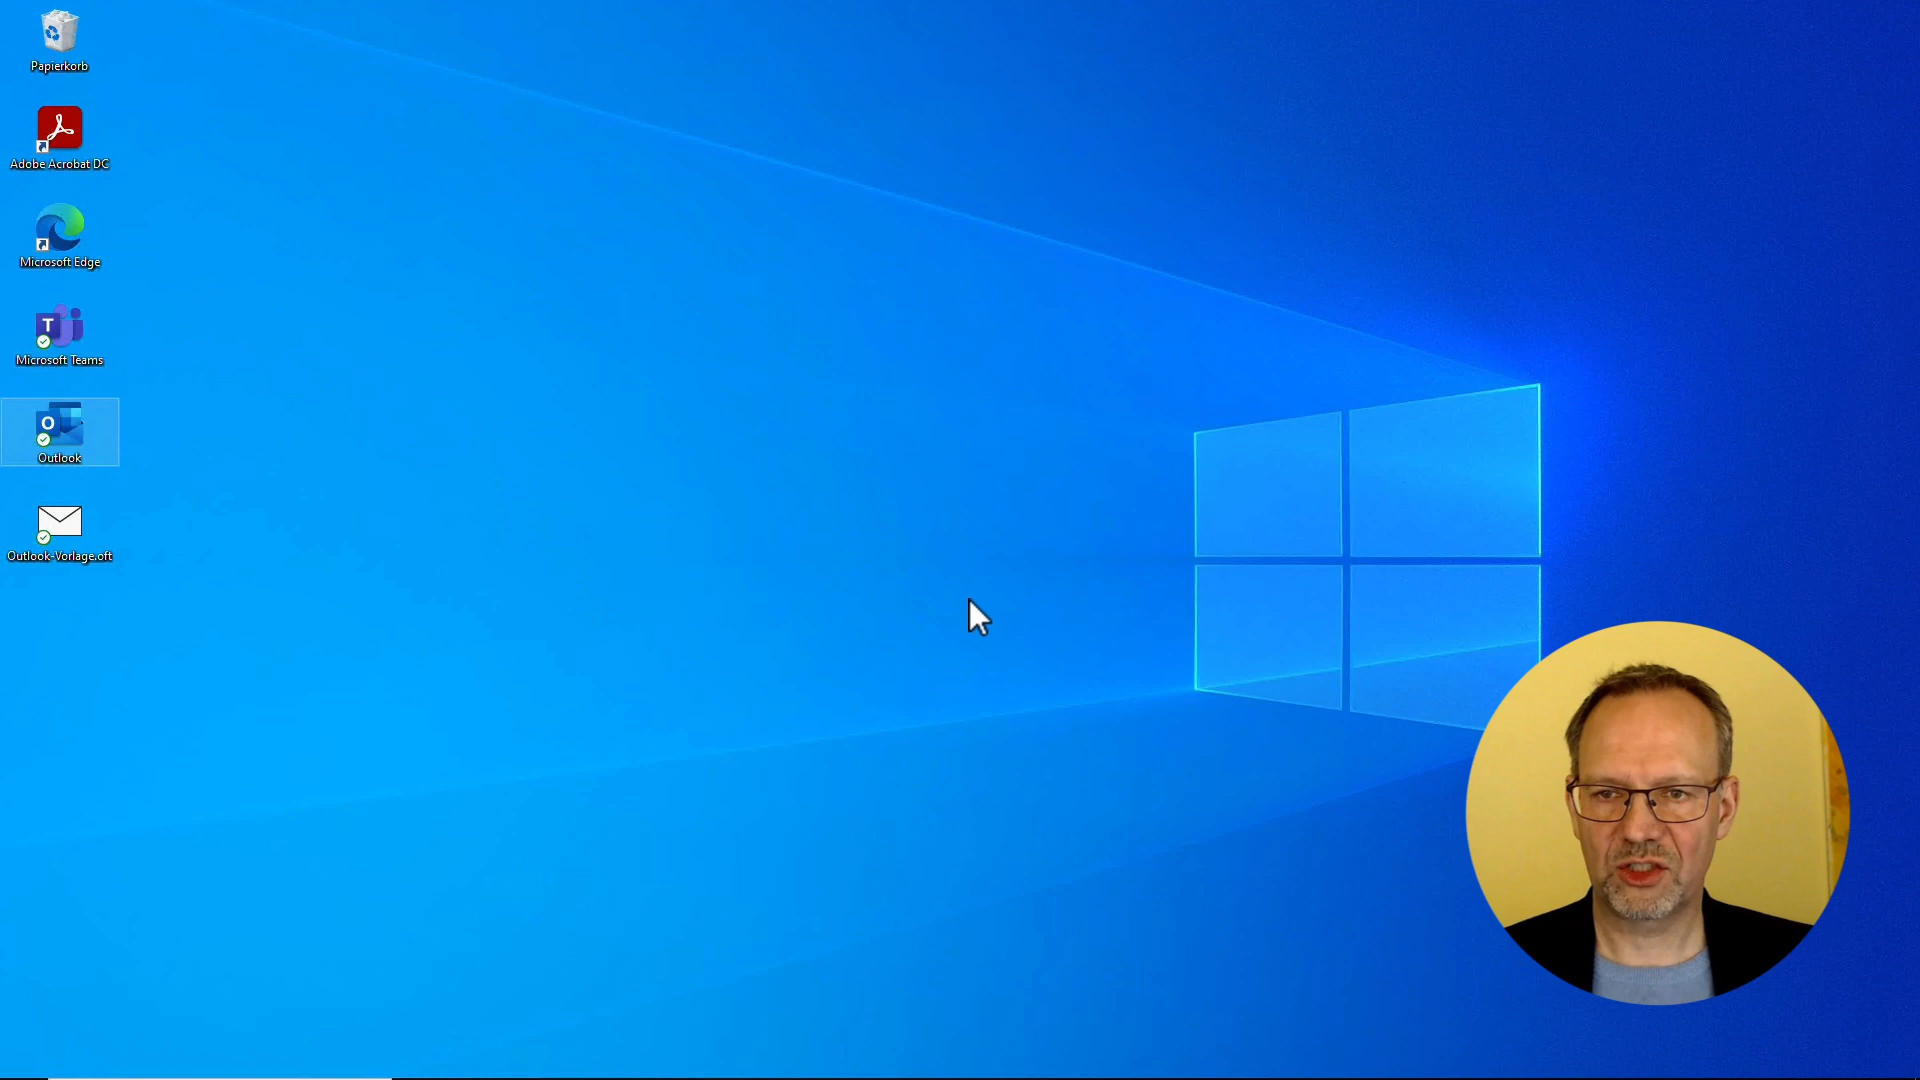 Papierkorb
Adobe Acrobat DC
Microsoft Edge
T
Microsoft Teams
O
Outlook
Outlook-Vorlage.oft